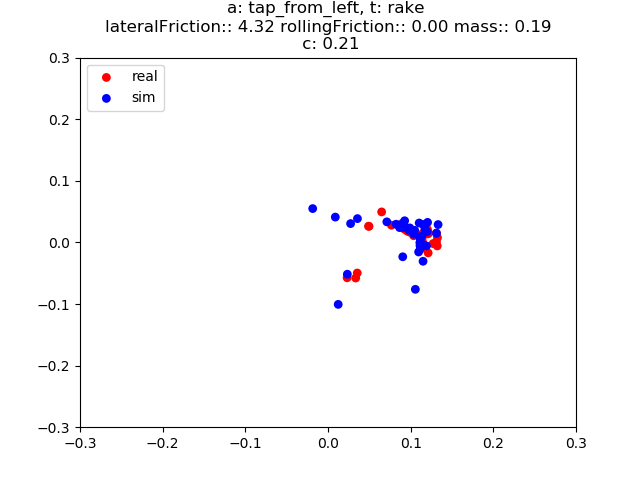 a: tap_from_left, t: rake
lateralFriction:: 4.32 rollingFriction:: 0.00 mass:: 0.19
c: 0.21
real
sim
0.3
0.2
0.1
0.0
−0.1
−0.2
−0.3
−0.3 −0.2 −0.1 0.0 0.1 0.2 0.3